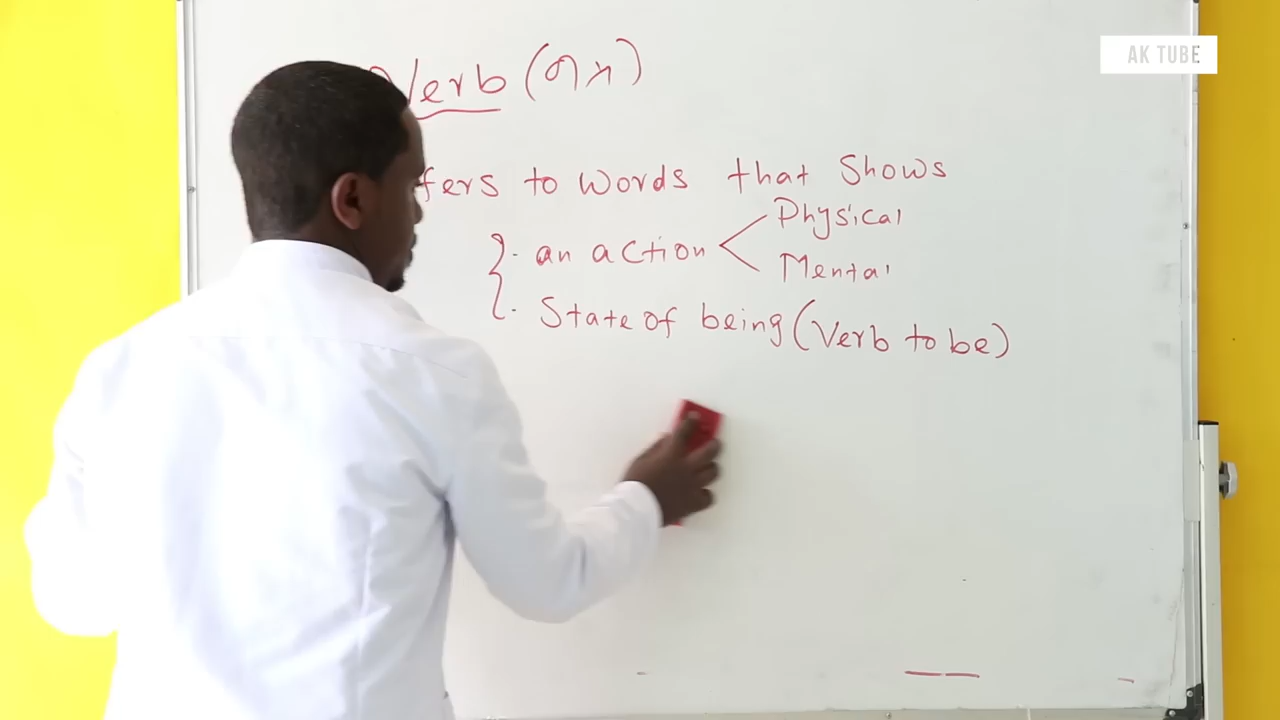 AK TUBE
Verb (ግስ)
fers to words that Shows
Physical
· an action
Mental
· State of being (Verb to be)